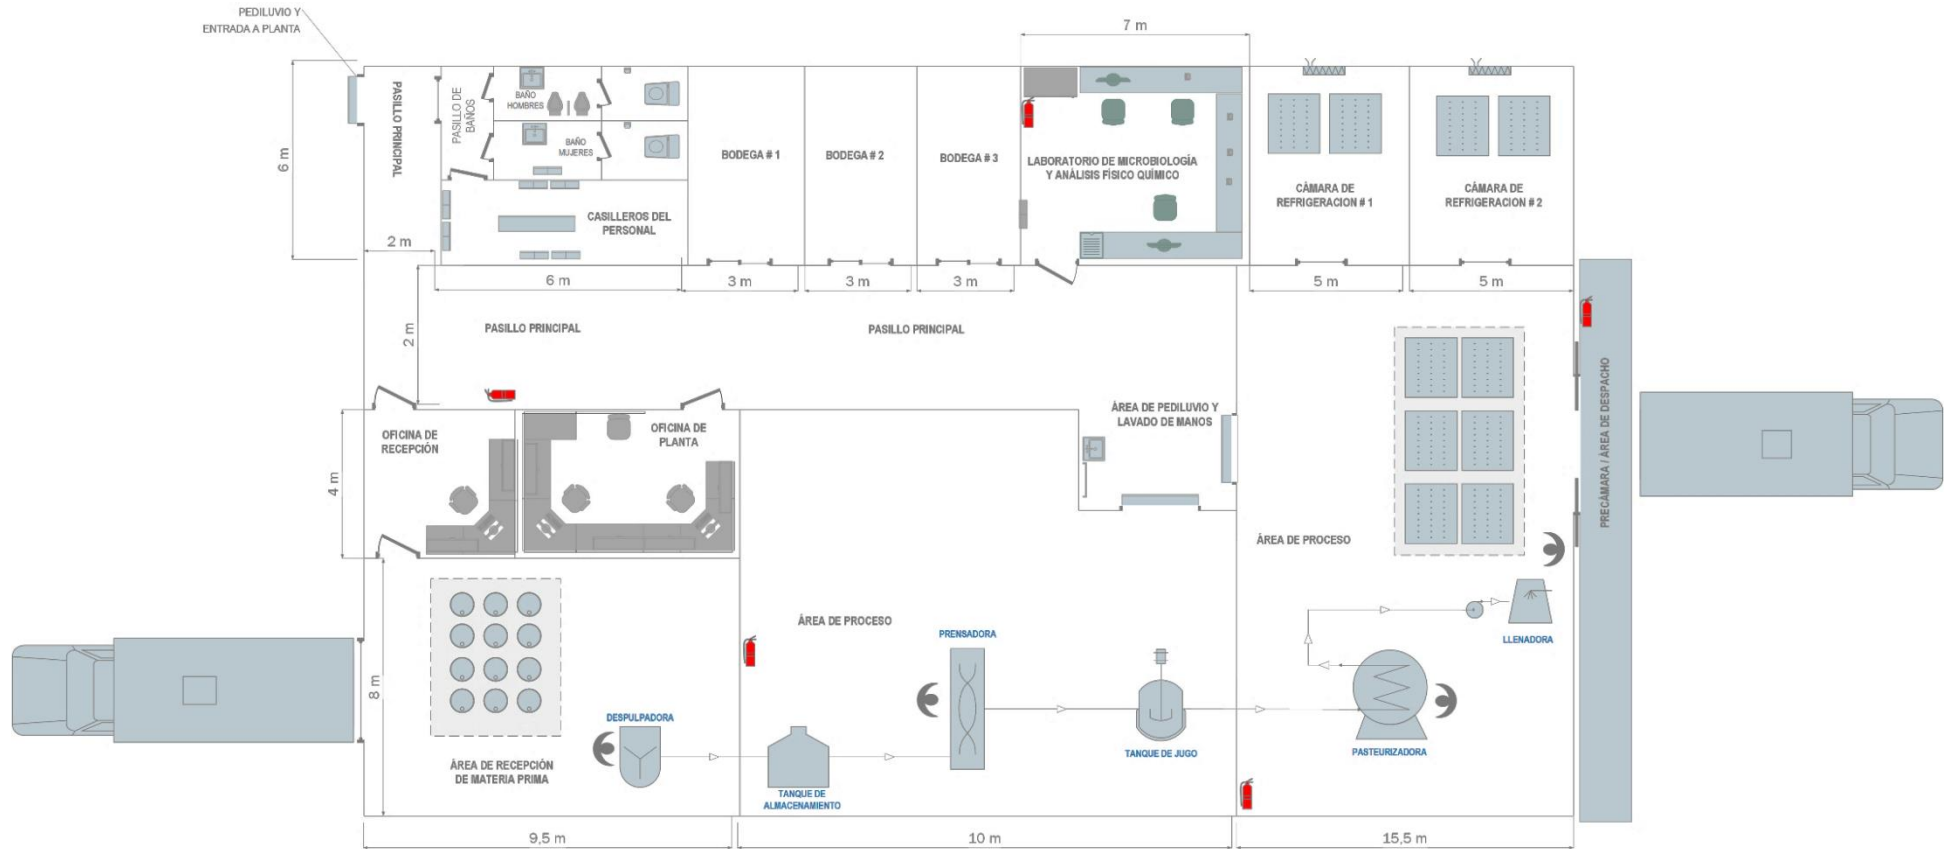 PEDILUVIO Y
ENTRADA A PLANTA
7 m
6 m
PASILLO PRINCIPAL
PASILLO DE
BAÑOS
BAÑO
HOMBRES
BAÑO
MUJERES
CASILLEROS DEL
PERSONAL
BODEGA # 1
BODEGA # 2
BODEGA # 3
LABORATORIO DE MICROBIOLOGÍA
Y ANÁLISIS FÍSICO QUÍMICO
CÁMARA DE
REFRIGERACION # 1
CÁMARA DE
REFRIGERACION # 2
2 m
6 m
3 m
3 m
3 m
5 m
5 m
2 m
PASILLO PRINCIPAL
PASILLO PRINCIPAL
PRECÁMARA / ÁREA DE DESPACHO
4 m
OFICINA DE
RECEPCIÓN
OFICINA DE
PLANTA
ÁREA DE PEDILUVIO Y
LAVADO DE MANOS
ÁREA DE PROCESO
ÁREA DE PROCESO
LLENADORA
PRENSADORA
8 m
DESPULPADORA
TANQUE DE JUGO
PASTEURIZADORA
ÁREA DE RECEPCIÓN
DE MATERIA PRIMA
TANQUE DE
ALMACENAMIENTO
9,5 m
10 m
15,5 m